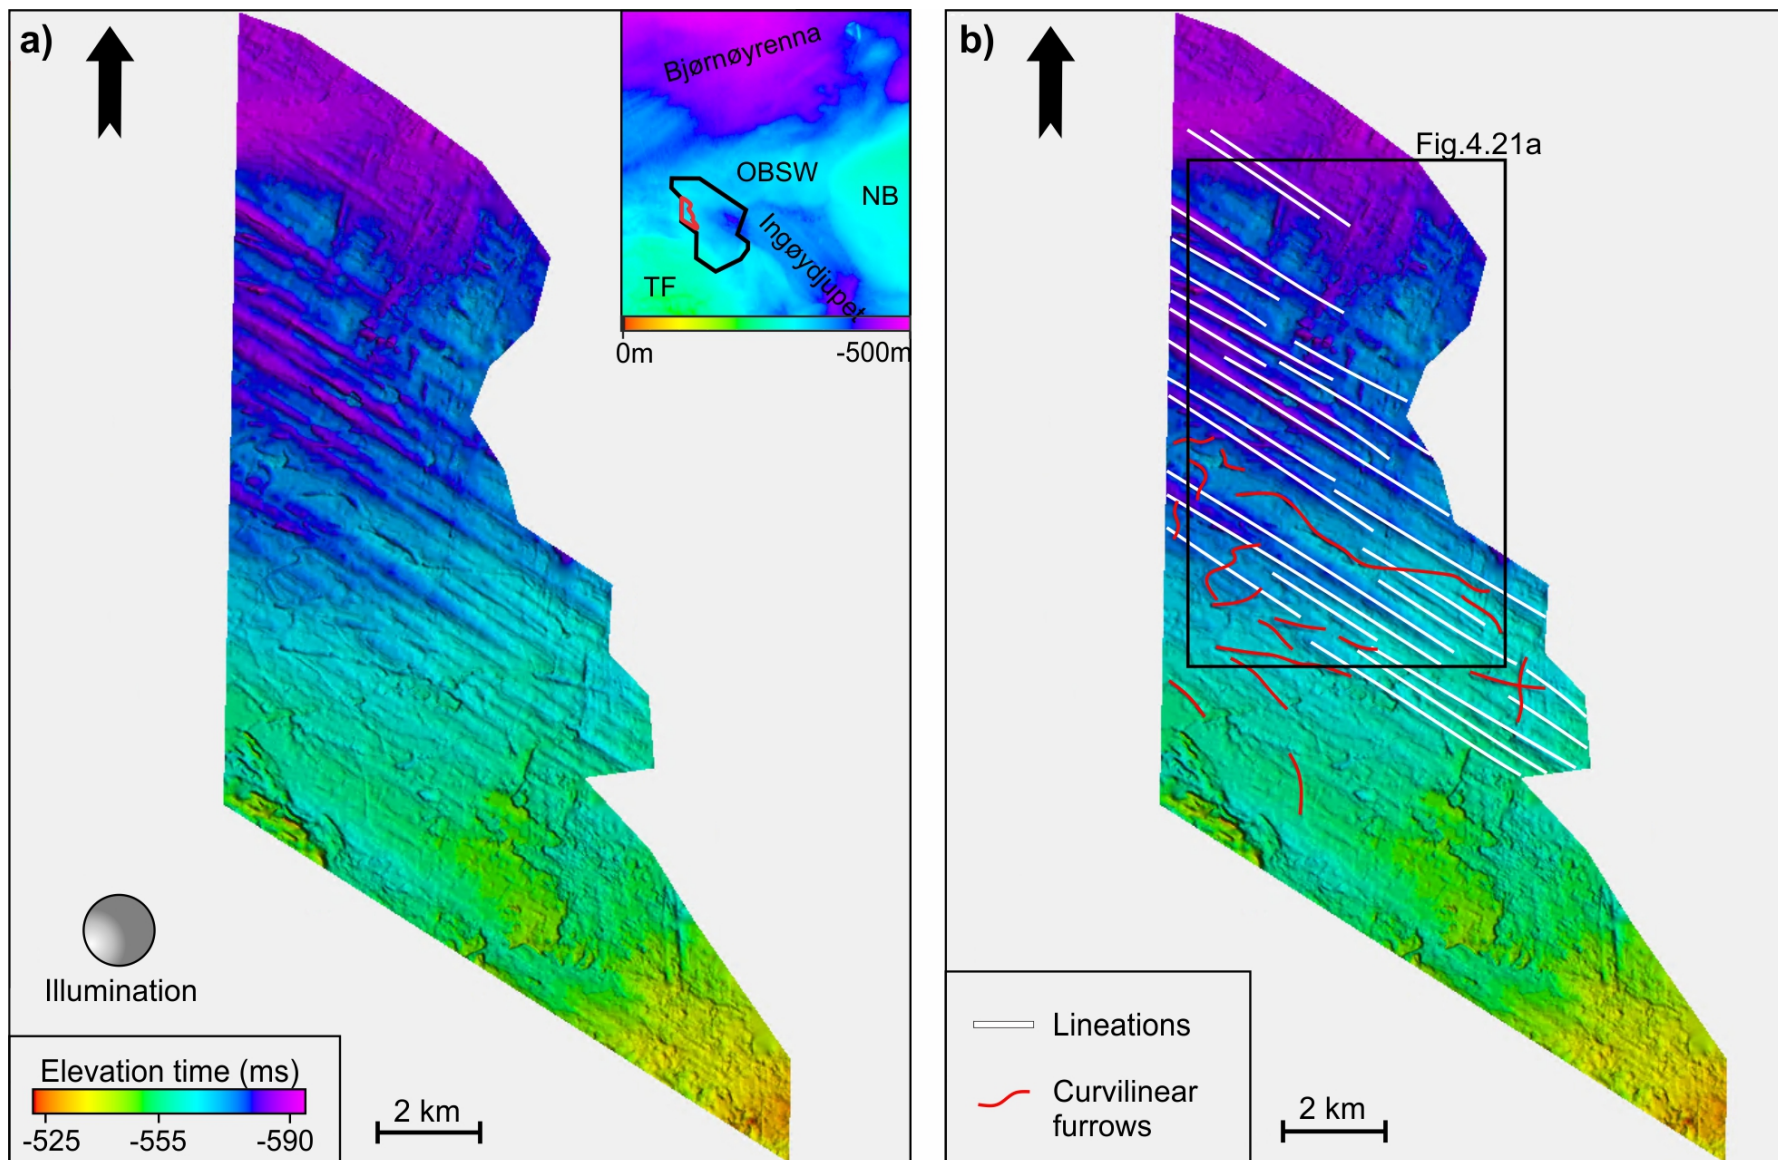 a)
Bjørnøyrenna
OBSW
NB
Ingøydjupet
TF
0m
-500m
Illumination
Elevation time (ms)
-525
-555
-590
2 km
b)
Fig.4.21a
Lineations
Curvilinear
furrows
2 km